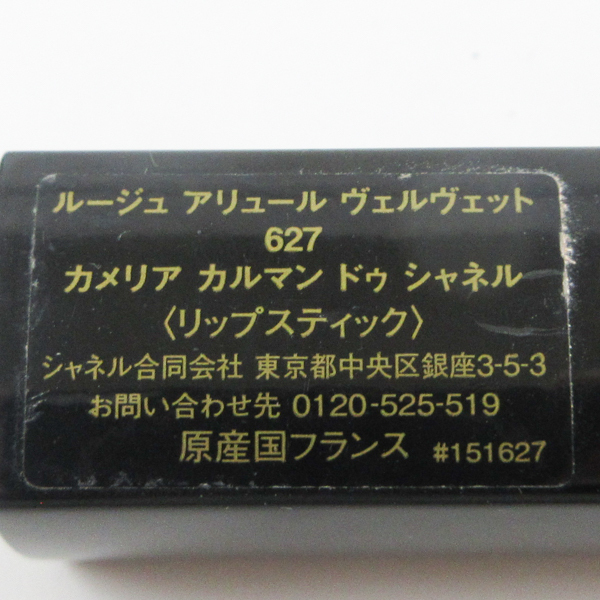 ルージュ アリュール ヴェルヴェット
627
カメリア カルマン ドゥ シャネル
〈リップスティック〉
シャネル合同会社 東京都中央区銀座3-5-3
お問い合わせ先 0120-525-519
原産国フランス #151627